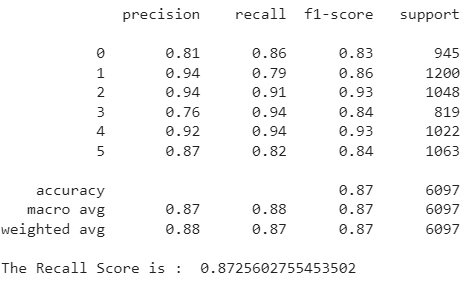 precision recall f1-score support
0 0.81 0.86 0.83 945
1 0.94 0.79 0.86 1200
2 0.94 0.91 0.93 1048
3 0.76 0.94 0.84 819
4 0.92 0.94 0.93 1022
5 0.87 0.82 0.84 1063
accuracy 0.87 6097
macro avg 0.87 0.88 0.87 6097
weighted avg 0.88 0.87 0.87 6097
The Recall Score is : 0.8725602755453502